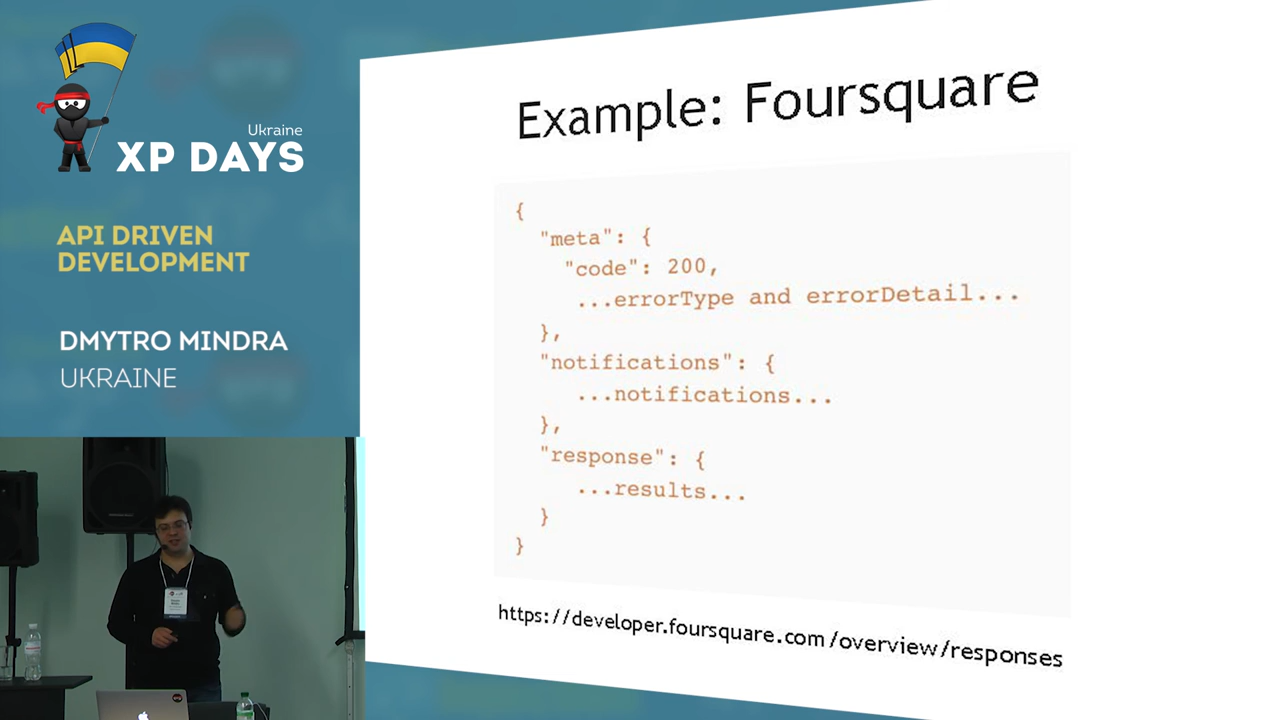 Ukraine
XP DAYS
API DRIVEN
DEVELOPMENT
DMYTRO MINDRA
UKRAINE
Example: Foursquare
{
"meta": {
"code": 200,
...errorType and errorDetail...
},
"notifications": {
...notifications...
},
"response": {
...results...
}
}
https://developer.foursquare.com/overview/responses